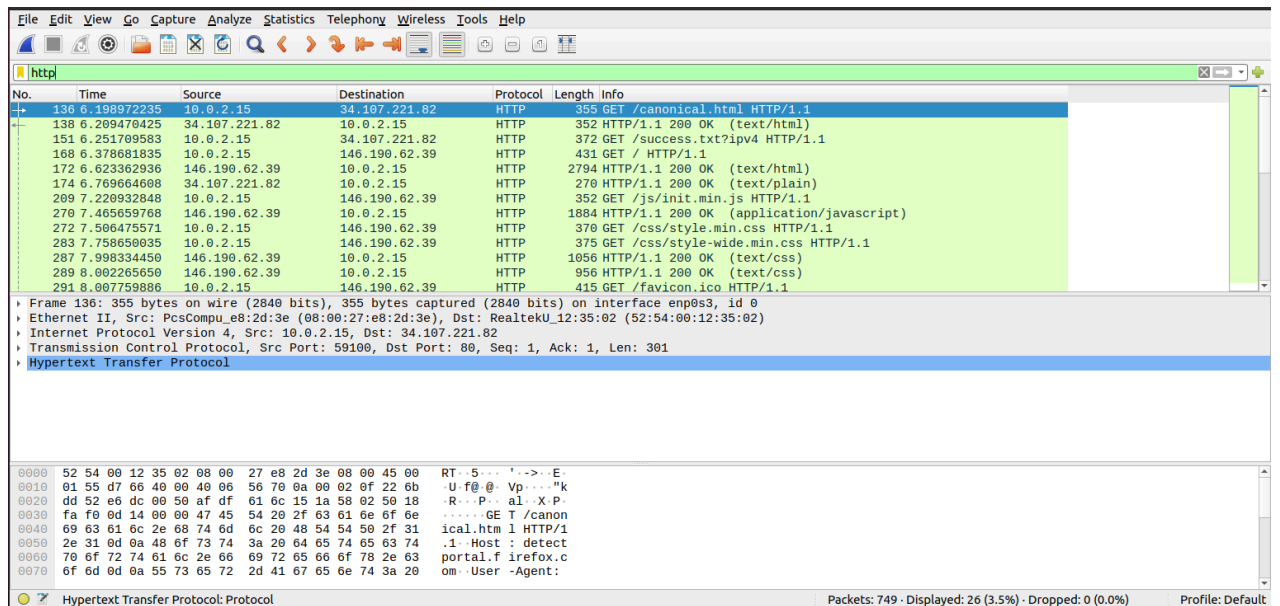 File Edit View Go Capture Analyze Statistics Telephony Wireless Tools Help
http
No. Time Source Destination Protocol Length Info
136 6.198972235 10.0.2.15 34.107.221.82 HTTP 355 GET /canonical.html HTTP/1.1
138 6.209470425 34.107.221.82 10.0.2.15 HTTP 352 HTTP/1.1 200 OK (text/html)
151 6.251709583 10.0.2.15 34.107.221.82 HTTP 372 GET /success.txt?ipv4 HTTP/1.1
168 6.378681835 10.0.2.15 146.190.62.39 HTTP 431 GET / HTTP/1.1
172 6.623362936 146.190.62.39 10.0.2.15 HTTP 2794 HTTP/1.1 200 OK (text/html)
174 6.769664608 34.107.221.82 10.0.2.15 HTTP 270 HTTP/1.1 200 OK (text/plain)
209 7.220932848 10.0.2.15 146.190.62.39 HTTP 352 GET /js/init.min.js HTTP/1.1
270 7.465659768 146.190.62.39 10.0.2.15 HTTP 1884 HTTP/1.1 200 OK (application/javascript)
272 7.506475571 10.0.2.15 146.190.62.39 HTTP 370 GET /css/style.min.css HTTP/1.1
283 7.758650035 10.0.2.15 146.190.62.39 HTTP 375 GET /css/style-wide.min.css HTTP/1.1
287 7.998334450 146.190.62.39 10.0.2.15 HTTP 1056 HTTP/1.1 200 OK (text/css)
289 8.002265650 146.190.62.39 10.0.2.15 HTTP 956 HTTP/1.1 200 OK (text/css)
291 8.007759886 10.0.2.15 146.190.62.39 HTTP 415 GET /favicon.ico HTTP/1.1
Frame 136: 355 bytes on wire (2840 bits), 355 bytes captured (2840 bits) on interface enp0s3, id 0
Ethernet II, Src: PcsCompu_e8:2d:3e (08:00:27:e8:2d:3e), Dst: RealtekU_12:35:02 (52:54:00:12:35:02)
Internet Protocol Version 4, Src: 10.0.2.15, Dst: 34.107.221.82
Transmission Control Protocol, Src Port: 59100, Dst Port: 80, Seq: 1, Ack: 1, Len: 301
Hypertext Transfer Protocol
0000 52 54 00 12 35 02 08 00 27 e8 2d 3e 08 00 45 00 RT··5··· '·->··E·
0010 01 55 d7 66 40 00 40 06 56 70 0a 00 02 0f 22 6b ·U·f@·@· Vp····"k
0020 dd 52 e6 dc 00 50 af df 61 6c 15 1a 58 02 50 18 ·R···P·· al··X·P·
0030 fa f0 0d 14 00 00 47 45 54 20 2f 63 61 6e 6f 6e ······GE T /canon
0040 69 63 61 6c 2e 68 74 6d 6c 20 48 54 54 50 2f 31 ical.htm l HTTP/1
0050 2e 31 0d 0a 48 6f 73 74 3a 20 64 65 74 65 63 74 .1··Host : detect
0060 70 6f 72 74 61 6c 2e 66 69 72 65 66 6f 78 2e 63 portal.f irefox.c
0070 6f 6d 0d 0a 55 73 65 72 2d 41 67 65 6e 74 3a 20 om··User -Agent:
Hypertext Transfer Protocol: Protocol Packets: 749 · Displayed: 26 (3.5%) · Dropped: 0 (0.0%) Profile: Default